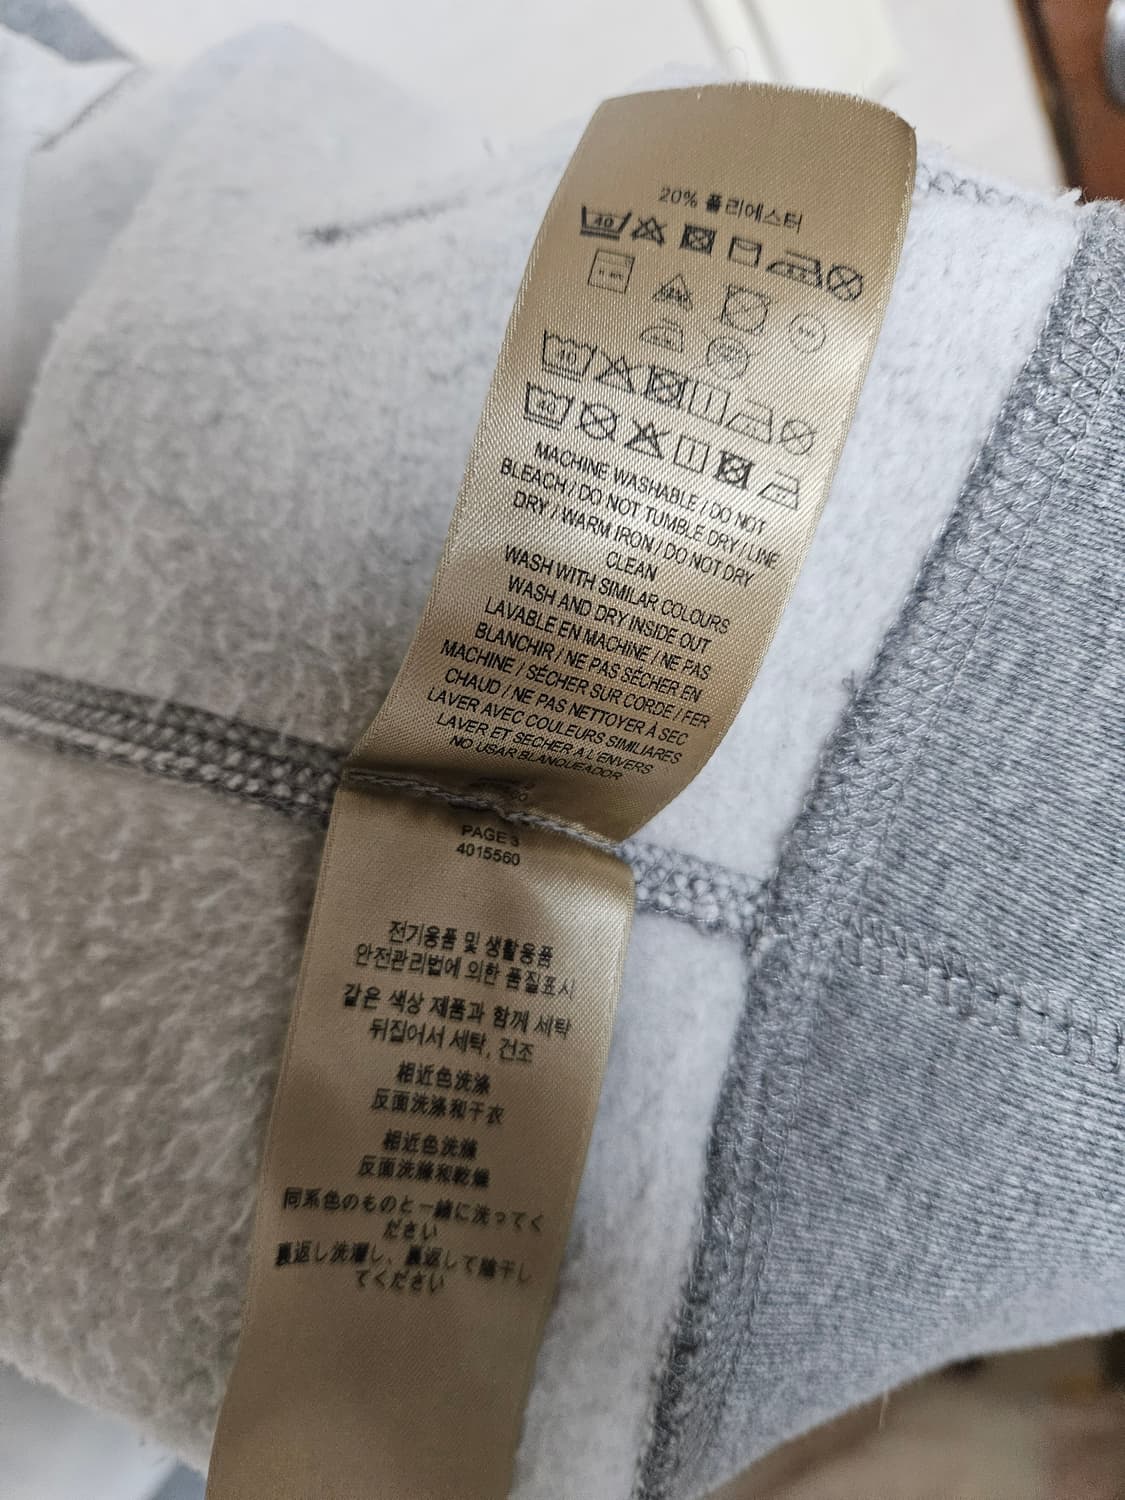 20% 폴리에스터
40
40
40
MACHINE WASHABLE / DO NOT
BLEACH / DO NOT TUMBLE DRY / LINE
DRY / WARM IRON / DO NOT DRY
CLEAN
WASH WITH SIMILAR COLOURS
WASH AND DRY INSIDE OUT
LAVABLE EN MACHINE / NE PAS
BLANCHIR / NE PAS SÉCHER EN
MACHINE / SÉCHER SUR CORDE / FER
CHAUD / NE PAS NETTOYER À SEC
LAVER AVEC COULEURS SIMILIARES
LAVER ET SÉCHER À L'ENVERS
NO USAR BLANQUEADOR
PAGE 3
4015560
전기용품 및 생활용품
안전관리법에 의한 품질표시
같은 색상 제품과 함께 세탁
뒤집어서 세탁, 건조
相近色洗涤
反面洗涤和干衣
相近色洗滌
反面洗滌和乾燥
同系色のものと一緒に洗ってく
ださい
裏返し洗濯し、裏返して陰干し
てください